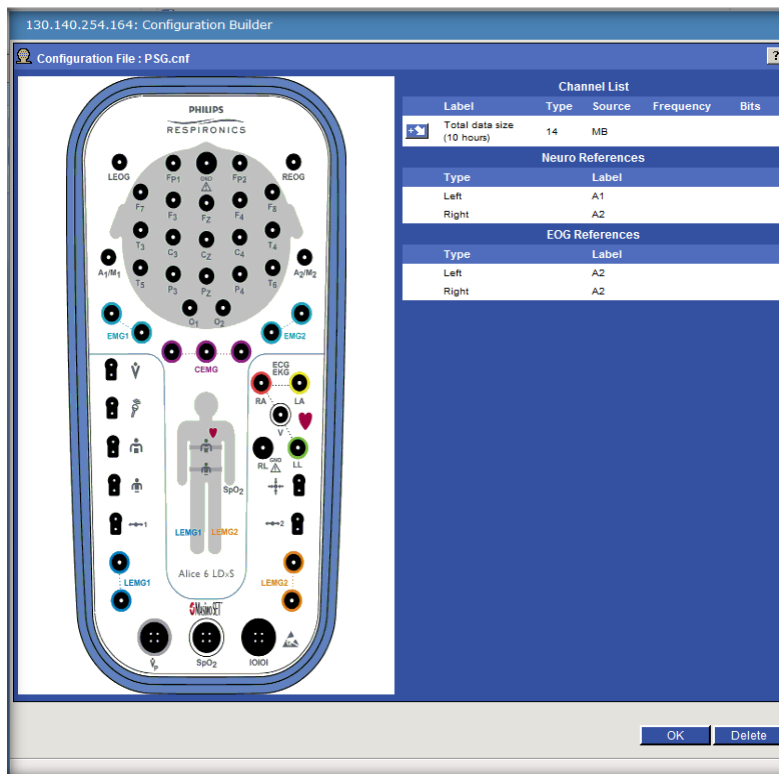 130.140.254.164: Configuration Builder
Configuration File : PSG.cnf
?
PHILIPS
RESPIRONICS
LEOG FP1 GND FP2 REOG
F7 F3 FZ F4 F8
T3 C3 CZ C4 T4
A1/M1 A2/M2
T5 P3 PZ P4 T6
O1 O2
EMG1 EMG2
CEMG
ECG
EKG
RA LA
V
RL GND LL
SpO2
1 2
LEMG1 LEMG2
Alice 6 LDxS
LEMG1 LEMG2
Masimo SET
V̇P SpO2 IOIOI
Channel List
Label Type Source Frequency Bits
Total data size
(10 hours) 14 MB
Neuro References
Type Label
Left A1
Right A2
EOG References
Type Label
Left A2
Right A2
OK Delete